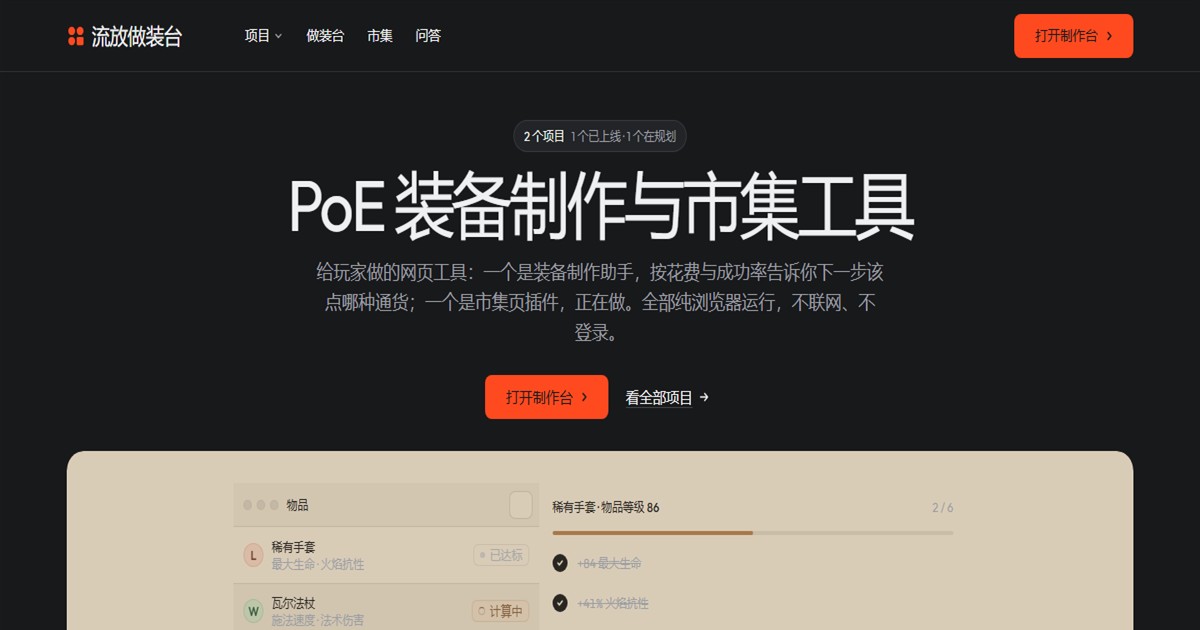 流放做装台
项目
做装台
市集
问答
打开制作台
2个项目 1个已上线·1个在规划
PoE 装备制作与市集工具
给玩家做的网页工具：一个是装备制作助手，按花费与成功率告诉你下一步该
点哪种通货；一个是市集页插件，正在做。全部纯浏览器运行，不联网、不
登录。
打开制作台
看全部项目 →
物品
L
稀有手套
最大生命·火焰抗性
已达标
W
瓦尔法杖
施法速度·法术伤害
计算中
稀有手套·物品等级 86
2/6
+84 最大生命
+41% 火焰抗性